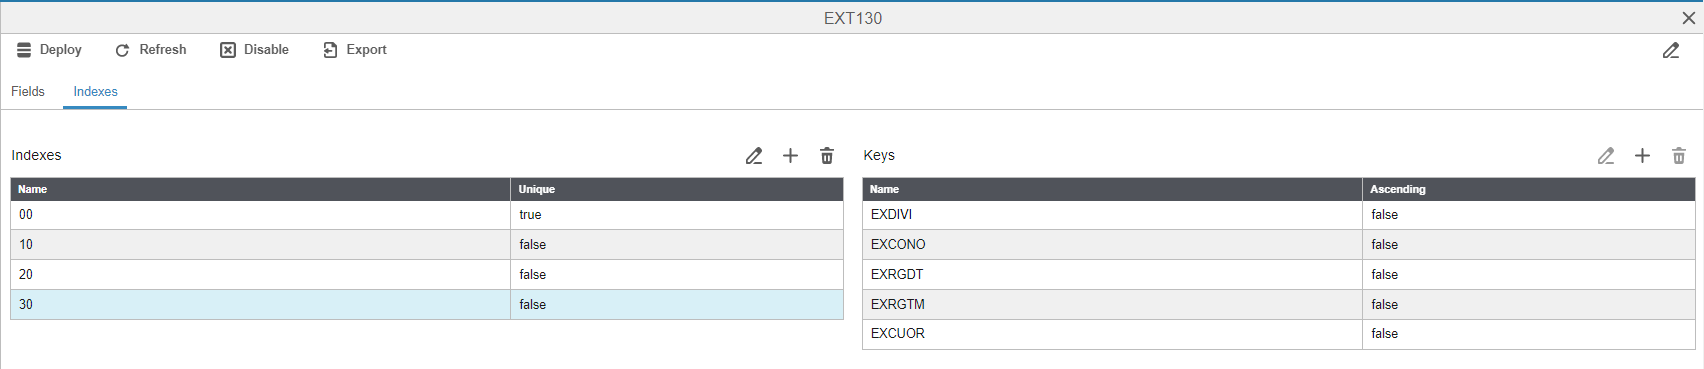 EXT130
Deploy Refresh Disable Export
Fields Indexes
Indexes
Name Unique
00 true
10 false
20 false
30 false
Keys
Name Ascending
EXDIVI false
EXCONO false
EXRGDT false
EXRGTM false
EXCUOR false